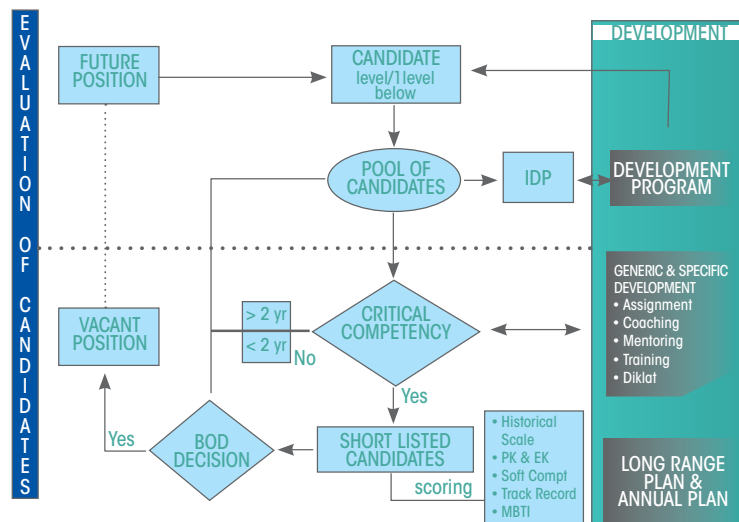 EVALUATION OF CANDIDATES
DEVELOPMENT
FUTURE
POSITION
CANDIDATE
level/1 level
below
POOL OF
CANDIDATES
IDP
DEVELOPMENT
PROGRAM
GENERIC & SPECIFIC
DEVELOPMENT
• Assignment
• Coaching
• Mentoring
• Training
• Diklat
VACANT
POSITION
> 2 yr
< 2 yr
No
CRITICAL
COMPETENCY
Yes
Yes
BOD
DECISION
SHORT LISTED
CANDIDATES
scoring
• Historical
Scale
• PK & EK
• Soft Compt
• Track Record
• MBTI
LONG RANGE
PLAN &
ANNUAL PLAN